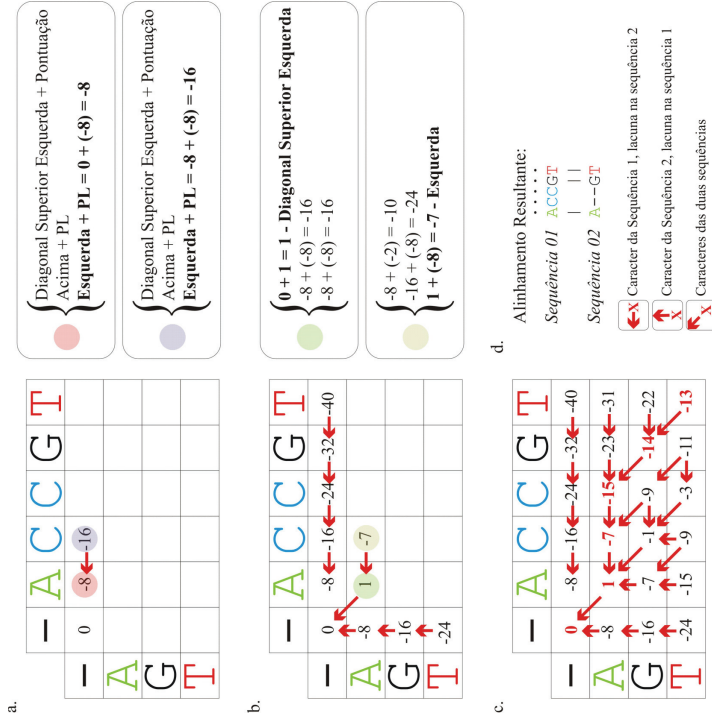 a.
– A C C G T
– 0 -8 -16
A
G
T
Diagonal Superior Esquerda + Pontuação
Acima + PL
Esquerda + PL = 0 + (-8) = -8
Diagonal Superior Esquerda + Pontuação
Acima + PL
Esquerda + PL = -8 + (-8) = -16
b.
– A C C G T
– 0 -8 -16 -24 -32 -40
A -8 1 -7
G -16
T -24
0 + 1 = 1 - Diagonal Superior Esquerda
-8 + (-8) = -16
-8 + (-8) = -16
-8 + (-2) = -10
-16 + (-8) = -24
1 + (-8) = -7 - Esquerda
c.
– A C C G T
– 0 -8 -16 -24 -32 -40
A -8 1 -7 -15 -23 -31
G -16 -7 -1 -9 -14 -22
T -24 -15 -9 -3 -11 -13
d.
Alinhamento Resultante:
Sequência 01 ACCGT
Sequência 02 A--GT
X Caracter da Sequência 1, lacuna na sequência 2
X Caracter da Sequência 2, lacuna na sequência 1
X Caracteres das duas sequências